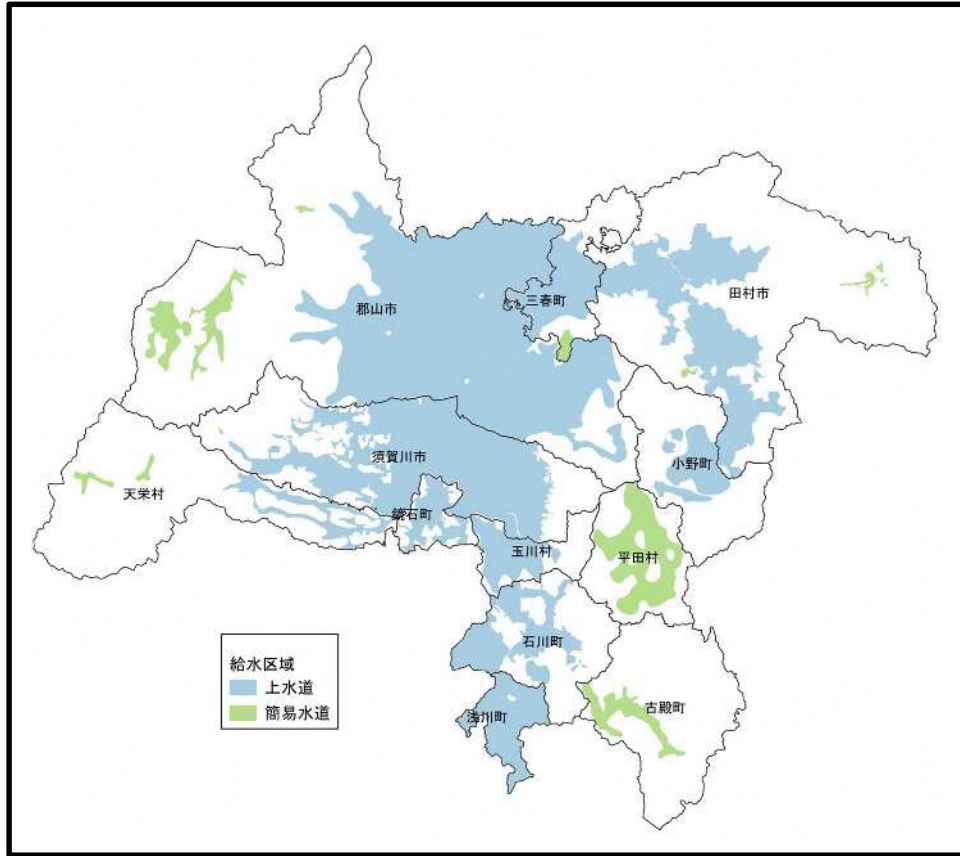 郡山市
三春町
田村市
須賀川市
小野町
天栄村
鏡石町
玉川村
平田村
石川町
古殿町
浅川町
給水区域
上水道
簡易水道